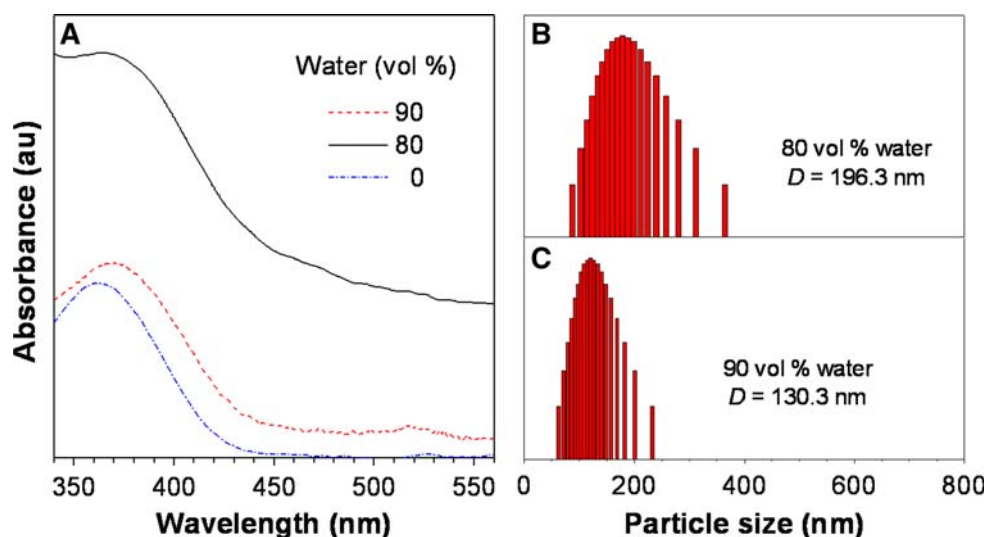 A
Water (vol %)
90
80
0
Absorbance (au)
350 400 450 500 550
Wavelength (nm)
B
80 vol % water
D = 196.3 nm
C
90 vol % water
D = 130.3 nm
0 200 400 600 800
Particle size (nm)